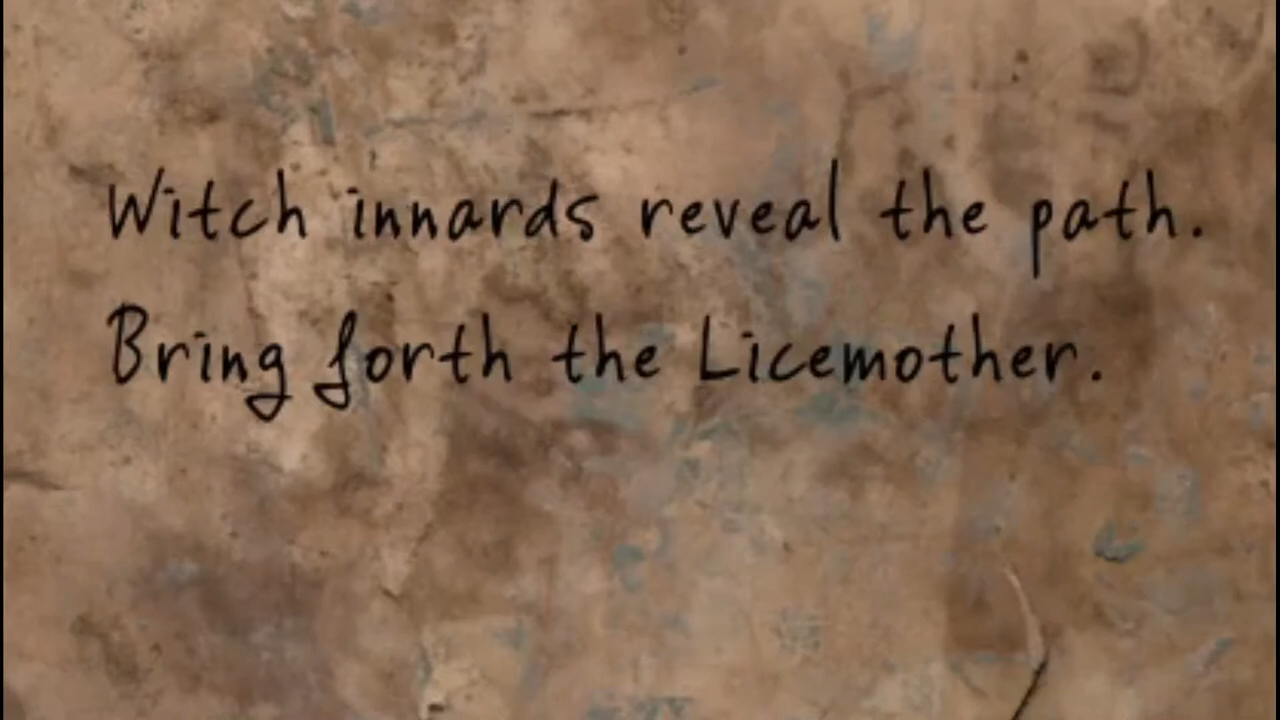 Witch innards reveal the path.
Bring forth the Licemother.